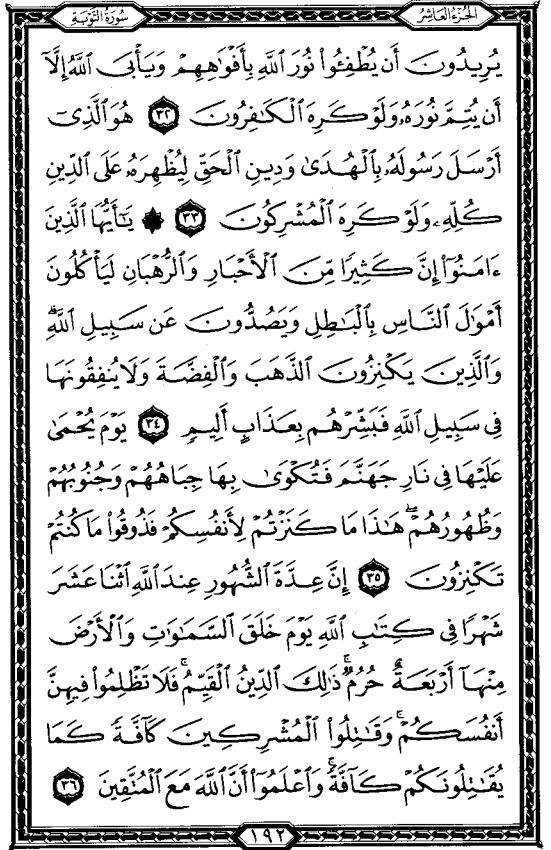 الجزء العاشر
سورة التوبة
يُرِيدُونَ أَن يُطْفِـُٔوا۟ نُورَ ٱللَّهِ بِأَفْوَٰهِهِمْ وَيَأْبَى ٱللَّهُ إِلَّآ
أَن يُتِمَّ نُورَهُۥ وَلَوْ كَرِهَ ٱلْكَٰفِرُونَ ٣٢ هُوَ ٱلَّذِىٓ
أَرْسَلَ رَسُولَهُۥ بِٱلْهُدَىٰ وَدِينِ ٱلْحَقِّ لِيُظْهِرَهُۥ عَلَى ٱلدِّينِ
كُلِّهِۦ وَلَوْ كَرِهَ ٱلْمُشْرِكُونَ ٣٣ ۞ يَٰٓأَيُّهَا ٱلَّذِينَ
ءَامَنُوٓا۟ إِنَّ كَثِيرًا مِّنَ ٱلْأَحْبَارِ وَٱلرُّهْبَانِ لَيَأْكُلُونَ
أَمْوَٰلَ ٱلنَّاسِ بِٱلْبَٰطِلِ وَيَصُدُّونَ عَن سَبِيلِ ٱللَّهِ ۗ
وَٱلَّذِينَ يَكْنِزُونَ ٱلذَّهَبَ وَٱلْفِضَّةَ وَلَا يُنفِقُونَهَا
فِى سَبِيلِ ٱللَّهِ فَبَشِّرْهُم بِعَذَابٍ أَلِيمٍ ٣٤ يَوْمَ يُحْمَىٰ
عَلَيْهَا فِى نَارِ جَهَنَّمَ فَتُكْوَىٰ بِهَا جِبَاهُهُمْ وَجُنُوبُهُمْ
وَظُهُورُهُمْ ۖ هَٰذَا مَا كَنَزْتُمْ لِأَنفُسِكُمْ فَذُوقُوا۟ مَا كُنتُمْ
تَكْنِزُونَ ٣٥ إِنَّ عِدَّةَ ٱلشُّهُورِ عِندَ ٱللَّهِ ٱثْنَا عَشَرَ
شَهْرًا فِى كِتَٰبِ ٱللَّهِ يَوْمَ خَلَقَ ٱلسَّمَٰوَٰتِ وَٱلْأَرْضَ
مِنْهَآ أَرْبَعَةٌ حُرُمٌ ۚ ذَٰلِكَ ٱلدِّينُ ٱلْقَيِّمُ ۚ فَلَا تَظْلِمُوا۟ فِيهِنَّ
أَنفُسَكُمْ ۚ وَقَٰتِلُوا۟ ٱلْمُشْرِكِينَ كَآفَّةً كَمَا
يُقَٰتِلُونَكُمْ كَآفَّةً ۚ وَٱعْلَمُوٓا۟ أَنَّ ٱللَّهَ مَعَ ٱلْمُتَّقِينَ ٣٦
١٩٢